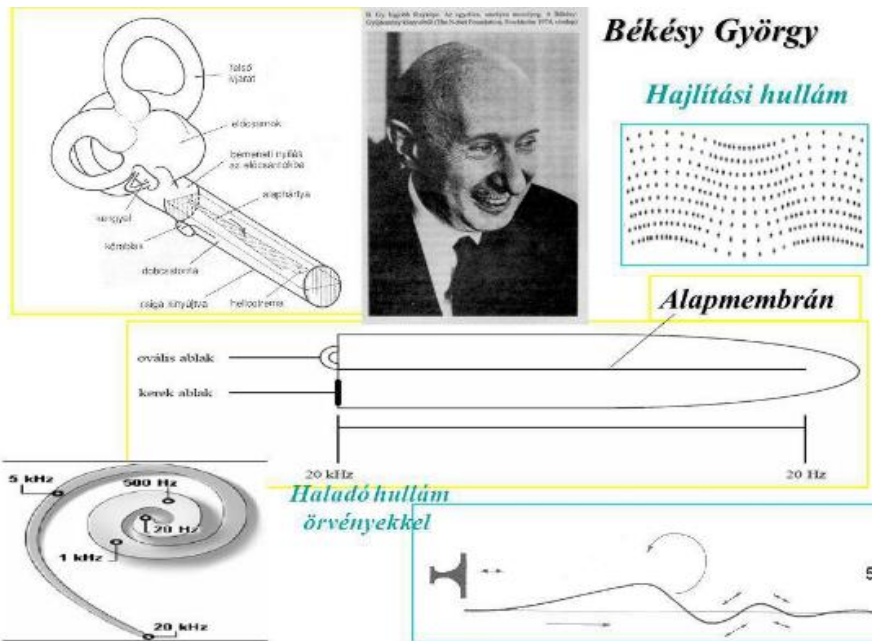 Békésy György
Hajlítási hullám
felső
ívjárat
előcsarnok
bemeneti nyílás
az előcsarnokba
alaphártya
kengyel
kerekablak
dobcsatorna
csiga kinyújtva
helicotrema
Alapmembrán
ovális ablak
kerek ablak
20 kHz
20 Hz
5 kHz
500 Hz
20 Hz
1 kHz
20 kHz
Haladó hullám
örvényekkel
5